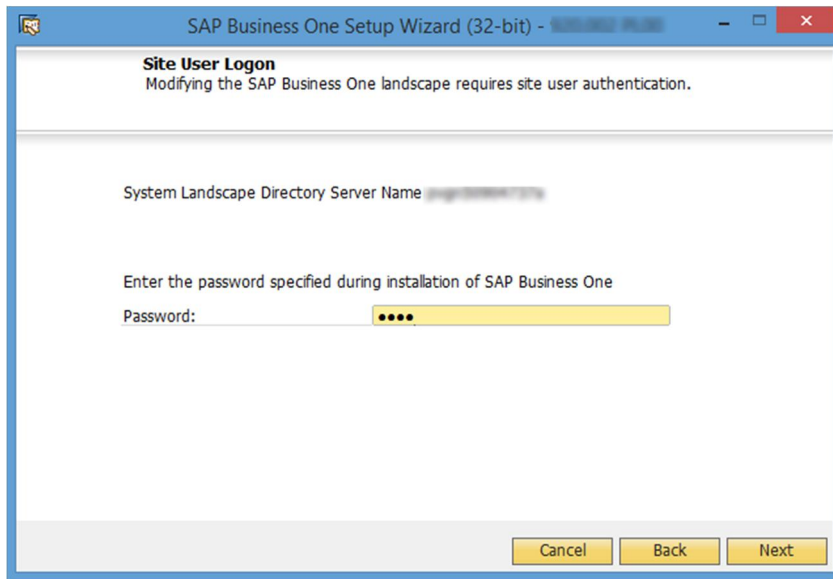 SAP Business One Setup Wizard (32-bit) -
Site User Logon
Modifying the SAP Business One landscape requires site user authentication.
System Landscape Directory Server Name
Enter the password specified during installation of SAP Business One
Password: ••••
Cancel Back Next